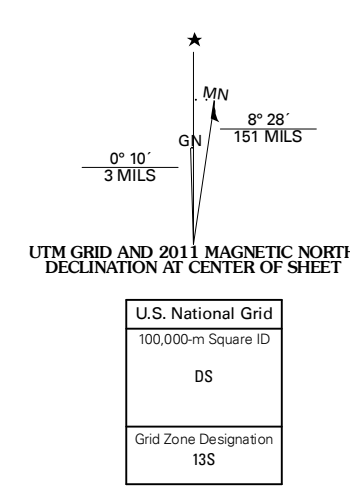 MN
8° 28´
151 MILS
GN
0° 10´
3 MILS
UTM GRID AND 2011 MAGNETIC NORTH
DECLINATION AT CENTER OF SHEET
U.S. National Grid
100,000-m Square ID
DS
Grid Zone Designation
13S